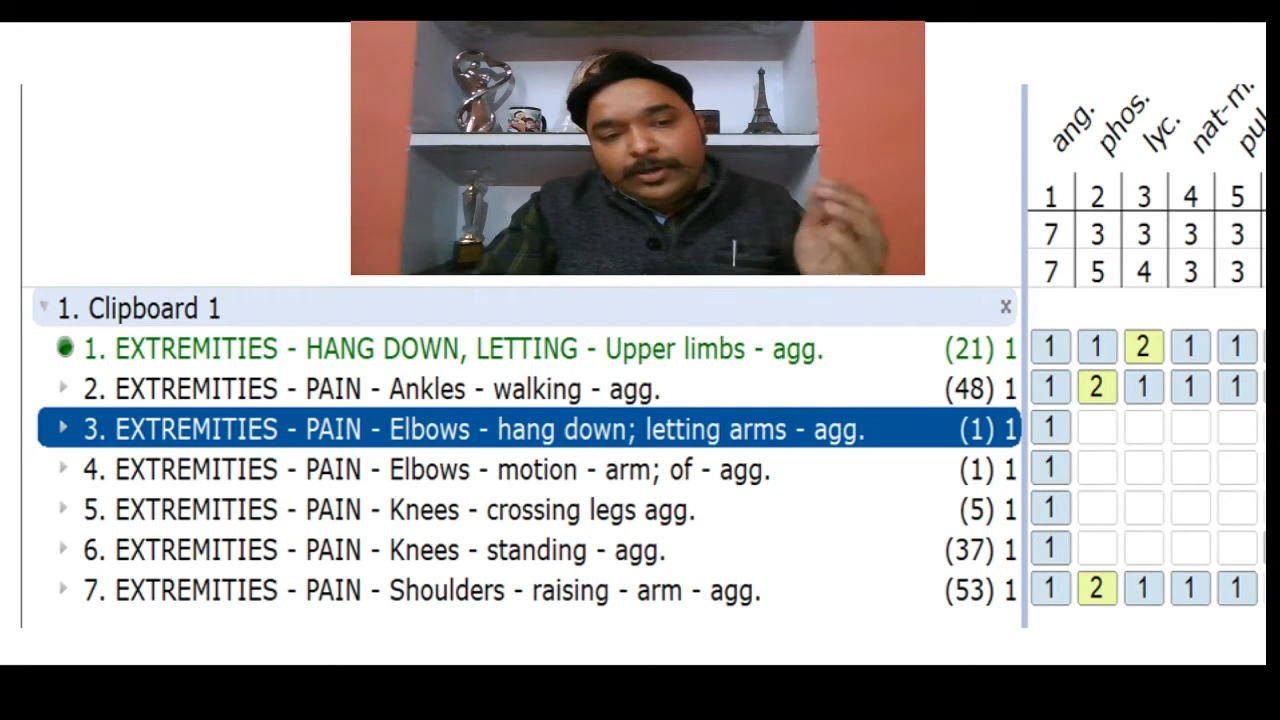 ang. phos. lyc. nat-m.
1 2 3 4 5
7 3 3 3 3
7 5 4 3 3
1. Clipboard 1 x
1. EXTREMITIES - HANG DOWN, LETTING - Upper limbs - agg. (21) 1 1 1 2 1 1
2. EXTREMITIES - PAIN - Ankles - walking - agg. (48) 1 1 2 1 1 1
3. EXTREMITIES - PAIN - Elbows - hang down; letting arms - agg. (1) 1 1
4. EXTREMITIES - PAIN - Elbows - motion - arm; of - agg. (1) 1 1
5. EXTREMITIES - PAIN - Knees - crossing legs agg. (5) 1 1
6. EXTREMITIES - PAIN - Knees - standing - agg. (37) 1 1
7. EXTREMITIES - PAIN - Shoulders - raising - arm - agg. (53) 1 1 2 1 1 1